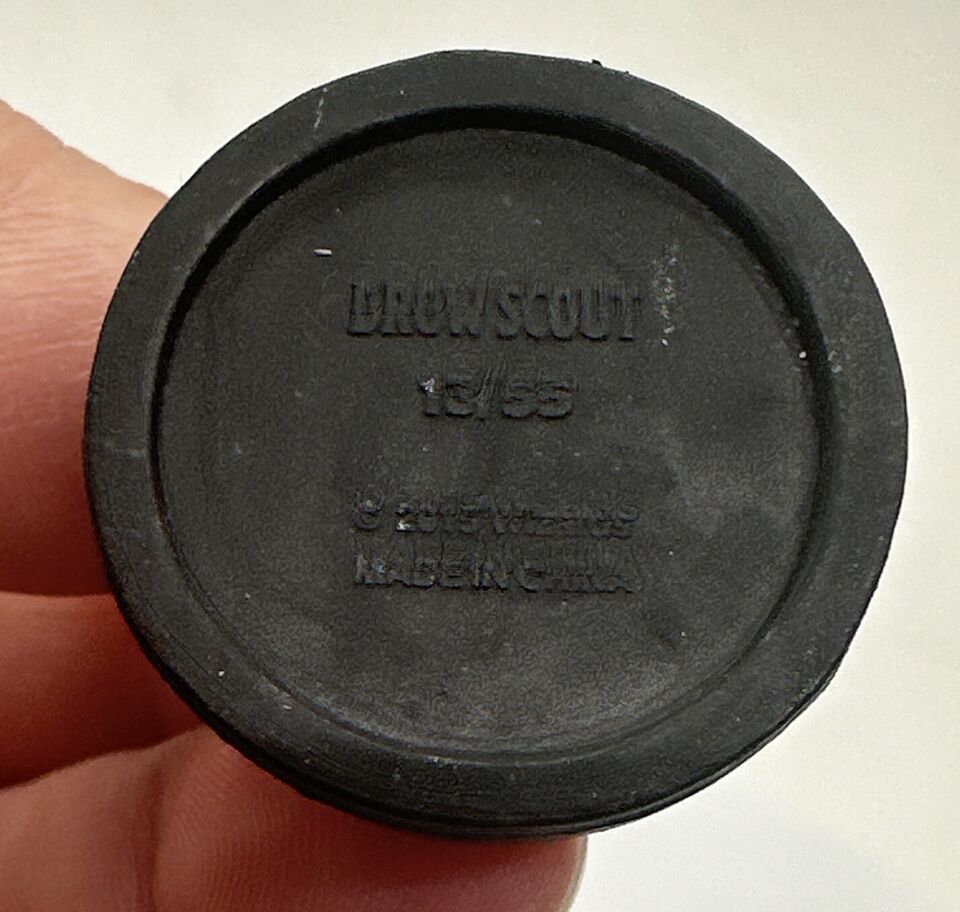 DROW SCOUT
13/55
© 2015 WIZARDS
MADE IN CHINA